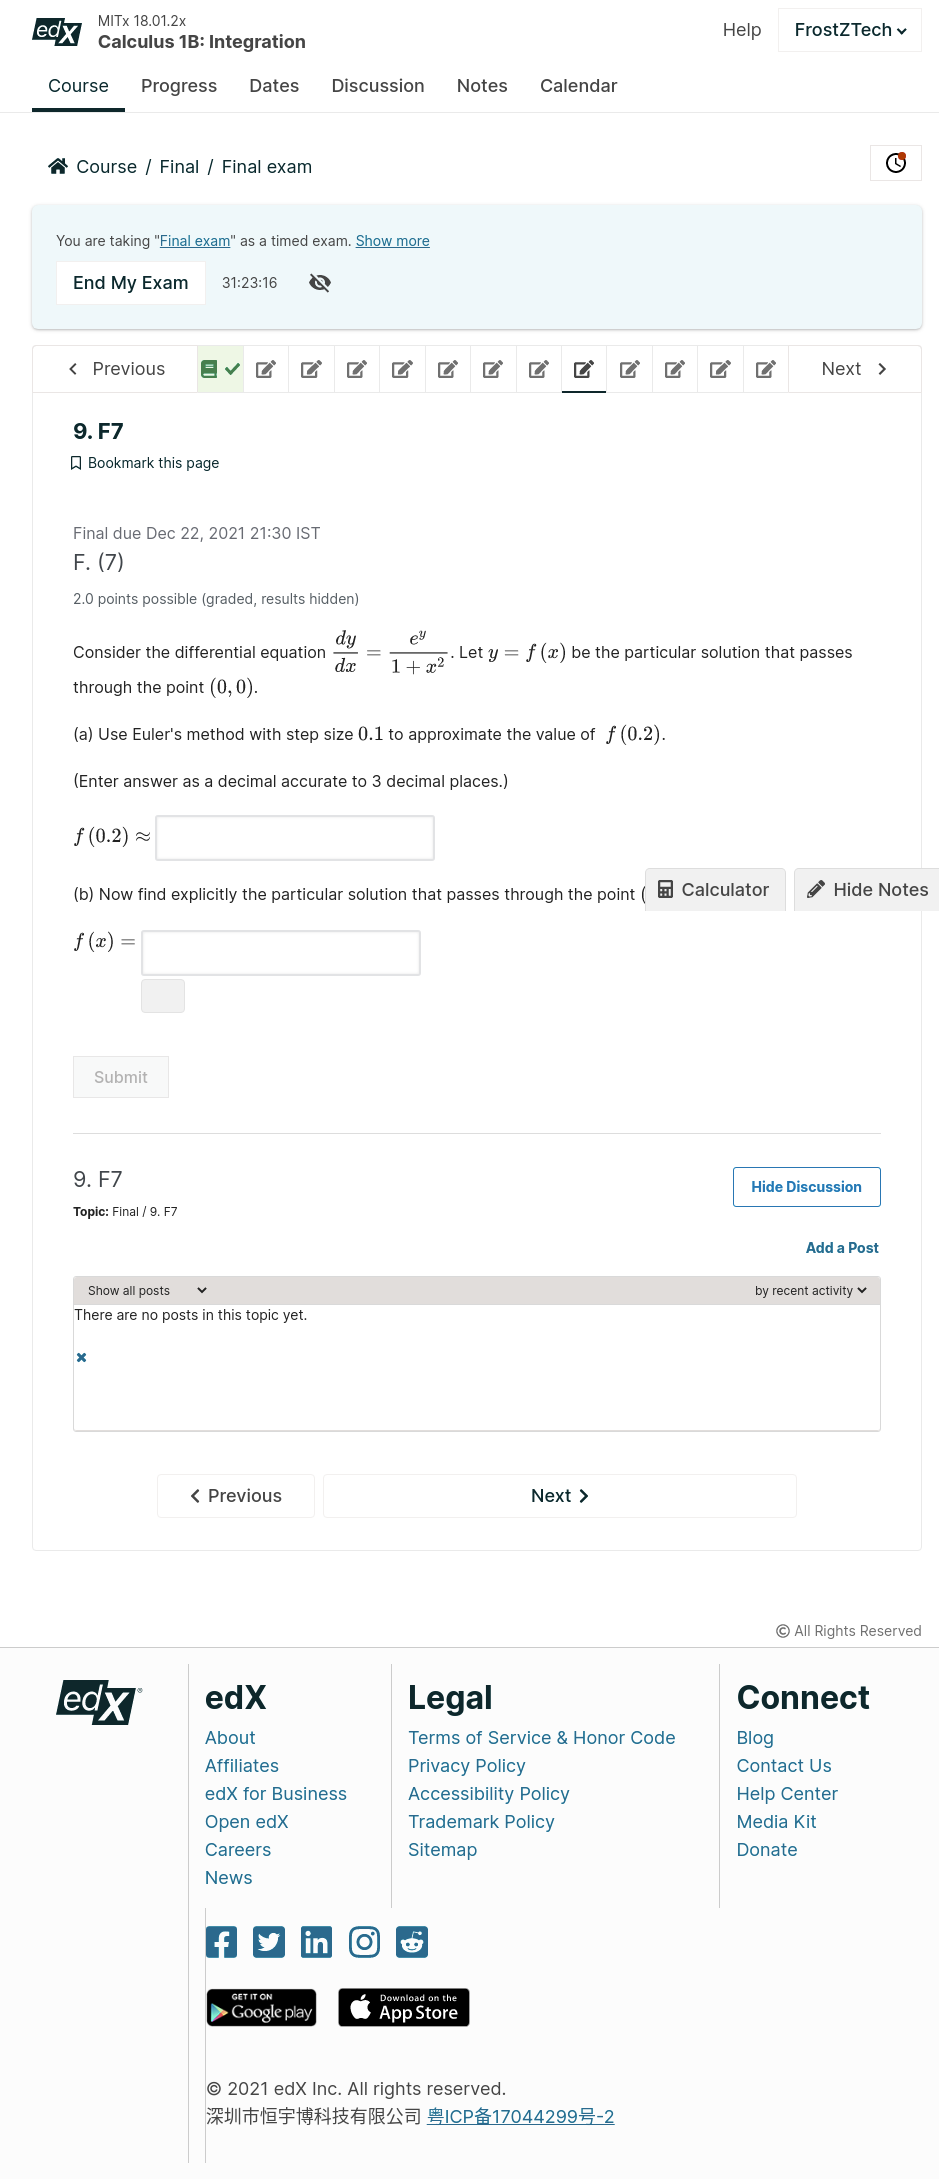 edX
MITx 18.01.2x
Calculus 1B: Integration
Help
FrostZTech
Course Progress Dates Discussion Notes Calendar
Course / Final / Final exam
You are taking "Final exam" as a timed exam. Show more
End My Exam 31:23:16
Previous Next
9. F7
Bookmark this page
Final due Dec 22, 2021 21:30 IST
F. (7)
2.0 points possible (graded, results hidden)
Consider the differential equation dy/dx = e^y/(1 + x^2). Let y = f (x) be the particular solution that passes
through the point (0, 0).
(a) Use Euler's method with step size 0.1 to approximate the value of f (0.2).
(Enter answer as a decimal accurate to 3 decimal places.)
f (0.2) ≈
(b) Now find explicitly the particular solution that passes through the point (
Calculator Hide Notes
f (x) =
Submit
9. F7
Hide Discussion
Topic: Final / 9. F7
Add a Post
Show all posts by recent activity
There are no posts in this topic yet.
Previous Next
© All Rights Reserved
edX®
edX
About
Affiliates
edX for Business
Open edX
Careers
News
Legal
Terms of Service & Honor Code
Privacy Policy
Accessibility Policy
Trademark Policy
Sitemap
Connect
Blog
Contact Us
Help Center
Media Kit
Donate
GET IT ON
Google play
Download on the
App Store
© 2021 edX Inc. All rights reserved.
深圳市恒宇博科技有限公司 粤ICP备17044299号-2